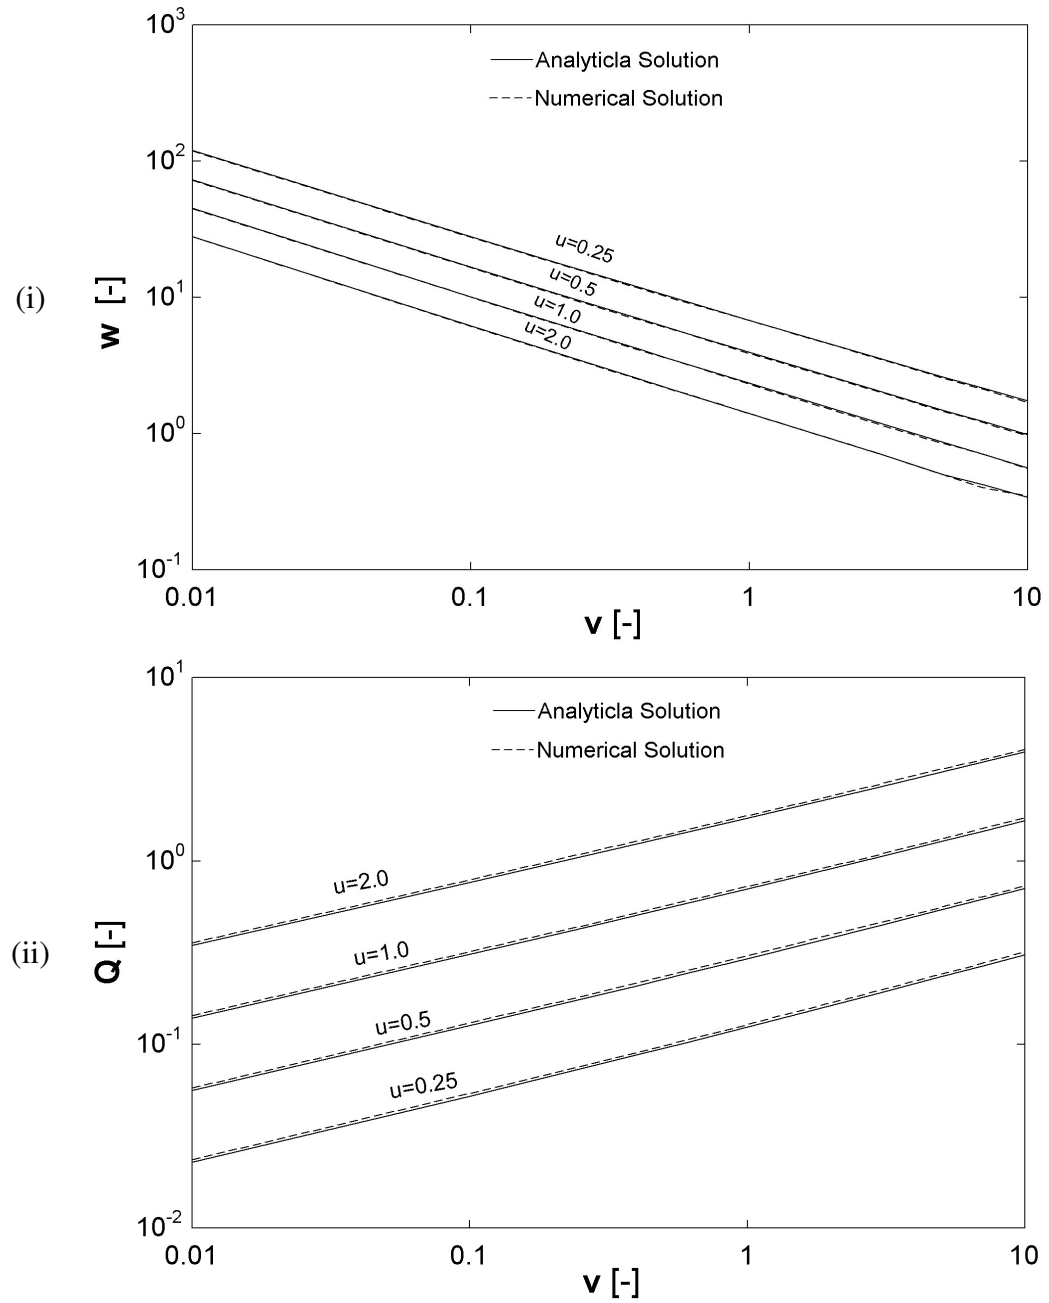 10^3
Analyticla Solution
Numerical Solution
10^2
u=0.25
u=0.5
(i)
w [-]
10^1
u=1.0
u=2.0
10^0
10^-1
0.01 0.1 1 10
v [-]
10^1
Analyticla Solution
Numerical Solution
10^0
u=2.0
(ii)
Q [-]
u=1.0
u=0.5
10^-1
u=0.25
10^-2
0.01 0.1 1 10
v [-]